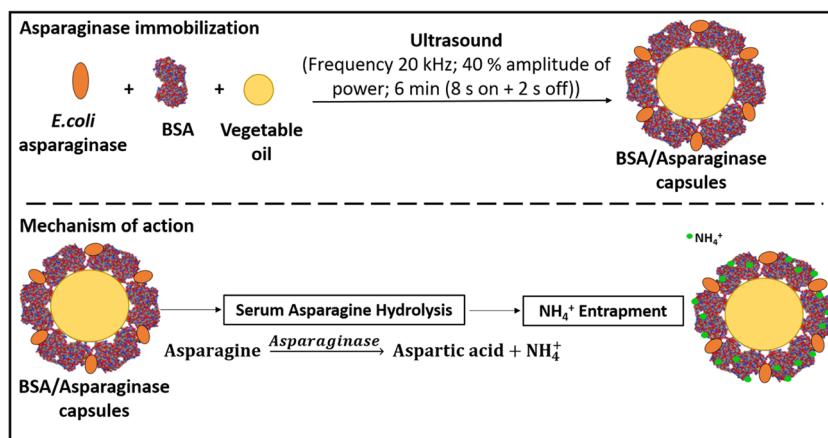 Asparaginase immobilization
Ultrasound
(Frequency 20 kHz; 40 % amplitude of
power; 6 min (8 s on + 2 s off))
+
+
E.coli
asparaginase
BSA
Vegetable
oil
BSA/Asparaginase
capsules
Mechanism of action
NH₄⁺
Serum Asparagine Hydrolysis
NH₄⁺ Entrapment
Asparaginase
Asparagine ⟶ Aspartic acid + NH₄⁺
BSA/Asparaginase
capsules